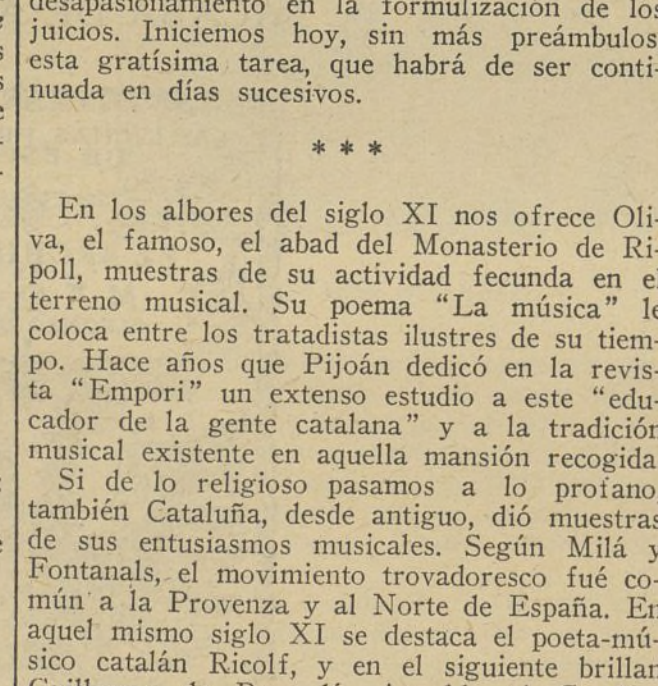 desapasionamiento en la formulización de los
juicios. Iniciemos hoy, sin más preámbulos
esta gratísima tarea, que habrá de ser conti-
nuada en días sucesivos.
* * *
En los albores del siglo XI nos ofrece Oli-
va, el famoso, el abad del Monasterio de Ri-
poll, muestras de su actividad fecunda en el
terreno musical. Su poema “La música” le
coloca entre los tratadistas ilustres de su tiem-
po. Hace años que Pijoán dedicó en la revis-
ta “Empori” un extenso estudio a este “edu-
cador de la gente catalana” y a la tradición
musical existente en aquella mansión recogida
Si de lo religioso pasamos a lo profano
también Cataluña, desde antiguo, dió muestras
de sus entusiasmos musicales. Según Milá y
Fontanals, el movimiento trovadoresco fué co-
mún a la Provenza y al Norte de España. En
aquel mismo siglo XI se destaca el poeta-mú-
sico catalán Ricolf, y en el siguiente brillan